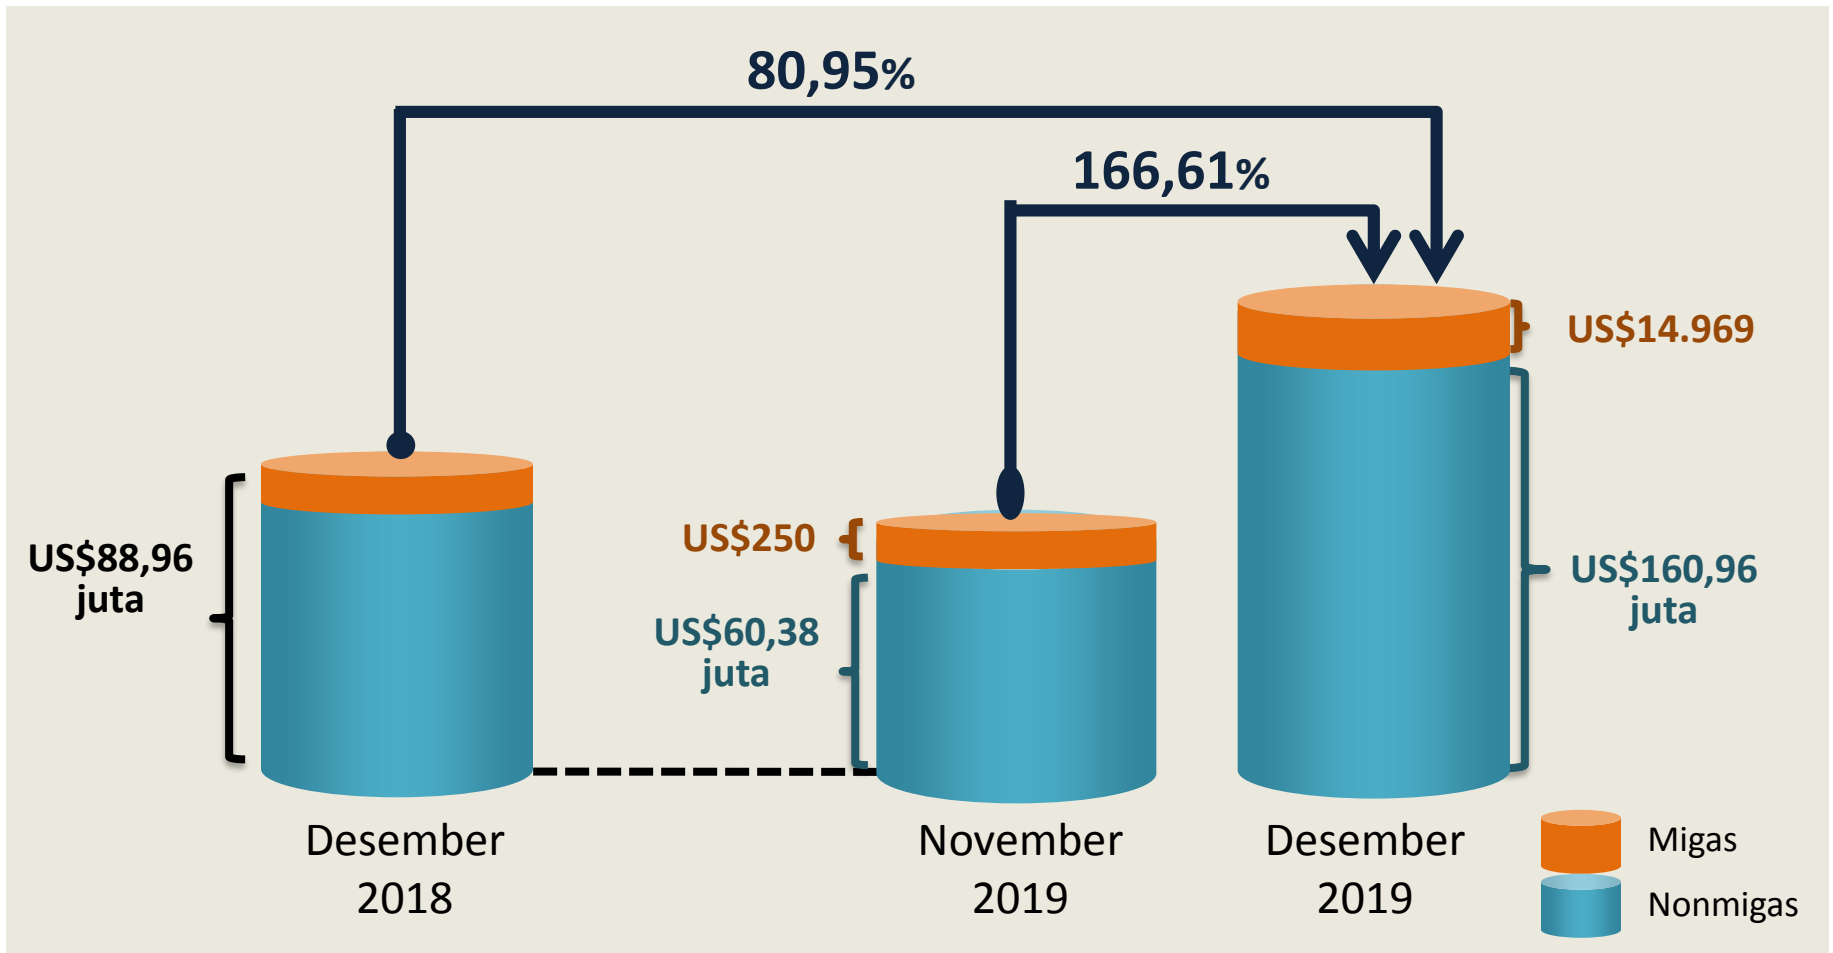 80,95%
166,61%
US$14.969
US$88,96
juta
US$250
US$60,38
juta
US$160,96
juta
Desember
2018
November
2019
Desember
2019
Migas
Nonmigas